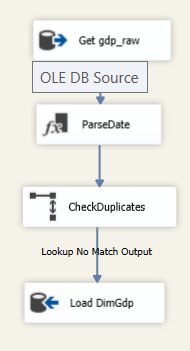 Get gdp_raw
OLE DB Source
ParseDate
CheckDuplicates
Lookup No Match Output
Load DimGdp